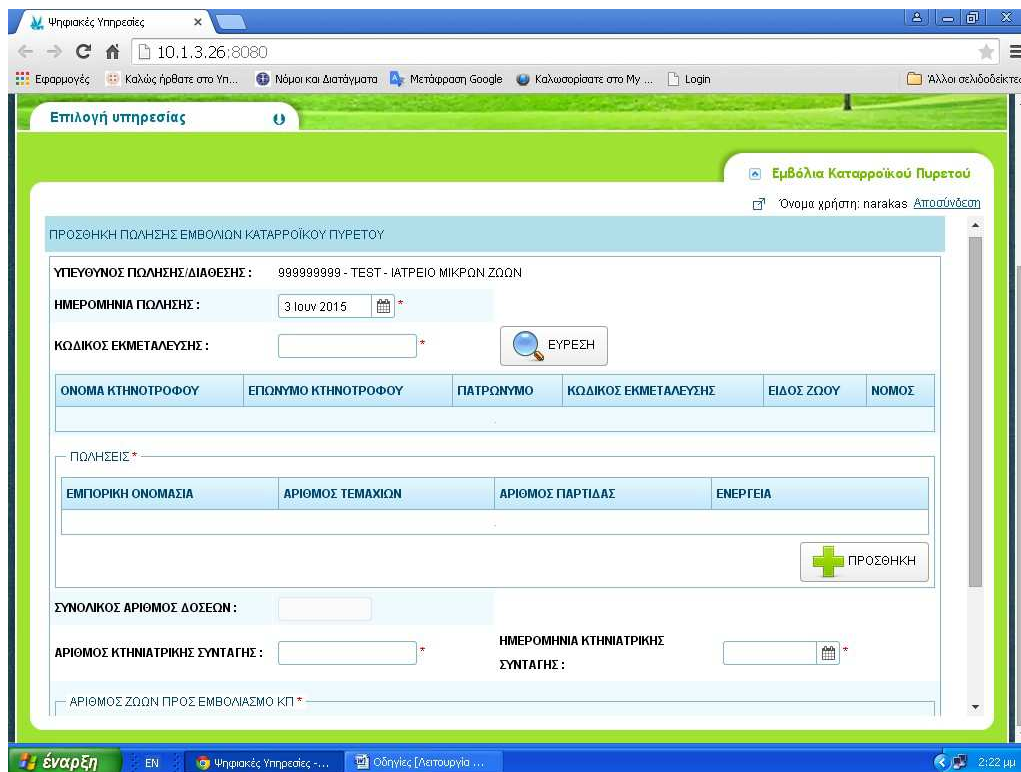 Ψηφιακές Υπηρεσίες
10.1.3.26:8080
Εφαρμογές Καλώς ήρθατε στο Υπ... Νόμοι και Διατάγματα Μετάφραση Google Καλωσορίσατε στο My ... Login Άλλοι σελιδοδείκτες
Επιλογή υπηρεσίας
Εμβόλια Καταρροϊκού Πυρετού
Όνομα χρήστη: narakas Αποσύνδεση
ΠΡΟΣΘΗΚΗ ΠΩΛΗΣΗΣ ΕΜΒΟΛΙΩΝ ΚΑΤΑΡΡΟΪΚΟΥ ΠΥΡΕΤΟΥ
ΥΠΕΥΘΥΝΟΣ ΠΩΛΗΣΗΣ/ΔΙΑΘΕΣΗΣ : 999999999 - TEST - ΙΑΤΡΕΙΟ ΜΙΚΡΩΝ ΖΩΩΝ
ΗΜΕΡΟΜΗΝΙΑ ΠΩΛΗΣΗΣ : 3 Ιουν 2015 *
ΚΩΔΙΚΟΣ ΕΚΜΕΤΑΛΕΥΣΗΣ : * ΕΥΡΕΣΗ
ΟΝΟΜΑ ΚΤΗΝΟΤΡΟΦΟΥ ΕΠΩΝΥΜΟ ΚΤΗΝΟΤΡΟΦΟΥ ΠΑΤΡΩΝΥΜΟ ΚΩΔΙΚΟΣ ΕΚΜΕΤΑΛΕΥΣΗΣ ΕΙΔΟΣ ΖΩΟΥ ΝΟΜΟΣ
ΠΩΛΗΣΕΙΣ *
ΕΜΠΟΡΙΚΗ ΟΝΟΜΑΣΙΑ ΑΡΙΘΜΟΣ ΤΕΜΑΧΙΩΝ ΑΡΙΘΜΟΣ ΠΑΡΤΙΔΑΣ ΕΝΕΡΓΕΙΑ
ΠΡΟΣΘΗΚΗ
ΣΥΝΟΛΙΚΟΣ ΑΡΙΘΜΟΣ ΔΟΣΕΩΝ :
ΑΡΙΘΜΟΣ ΚΤΗΝΙΑΤΡΙΚΗΣ ΣΥΝΤΑΓΗΣ : * ΗΜΕΡΟΜΗΝΙΑ ΚΤΗΝΙΑΤΡΙΚΗΣ
ΣΥΝΤΑΓΗΣ : *
ΑΡΙΘΜΟΣ ΖΩΩΝ ΠΡΟΣ ΕΜΒΟΛΙΑΣΜΟ ΚΠ *
έναρξη EN Ψηφιακές Υπηρεσίες -... Οδηγίες [Λειτουργία ... 2:22 μμ